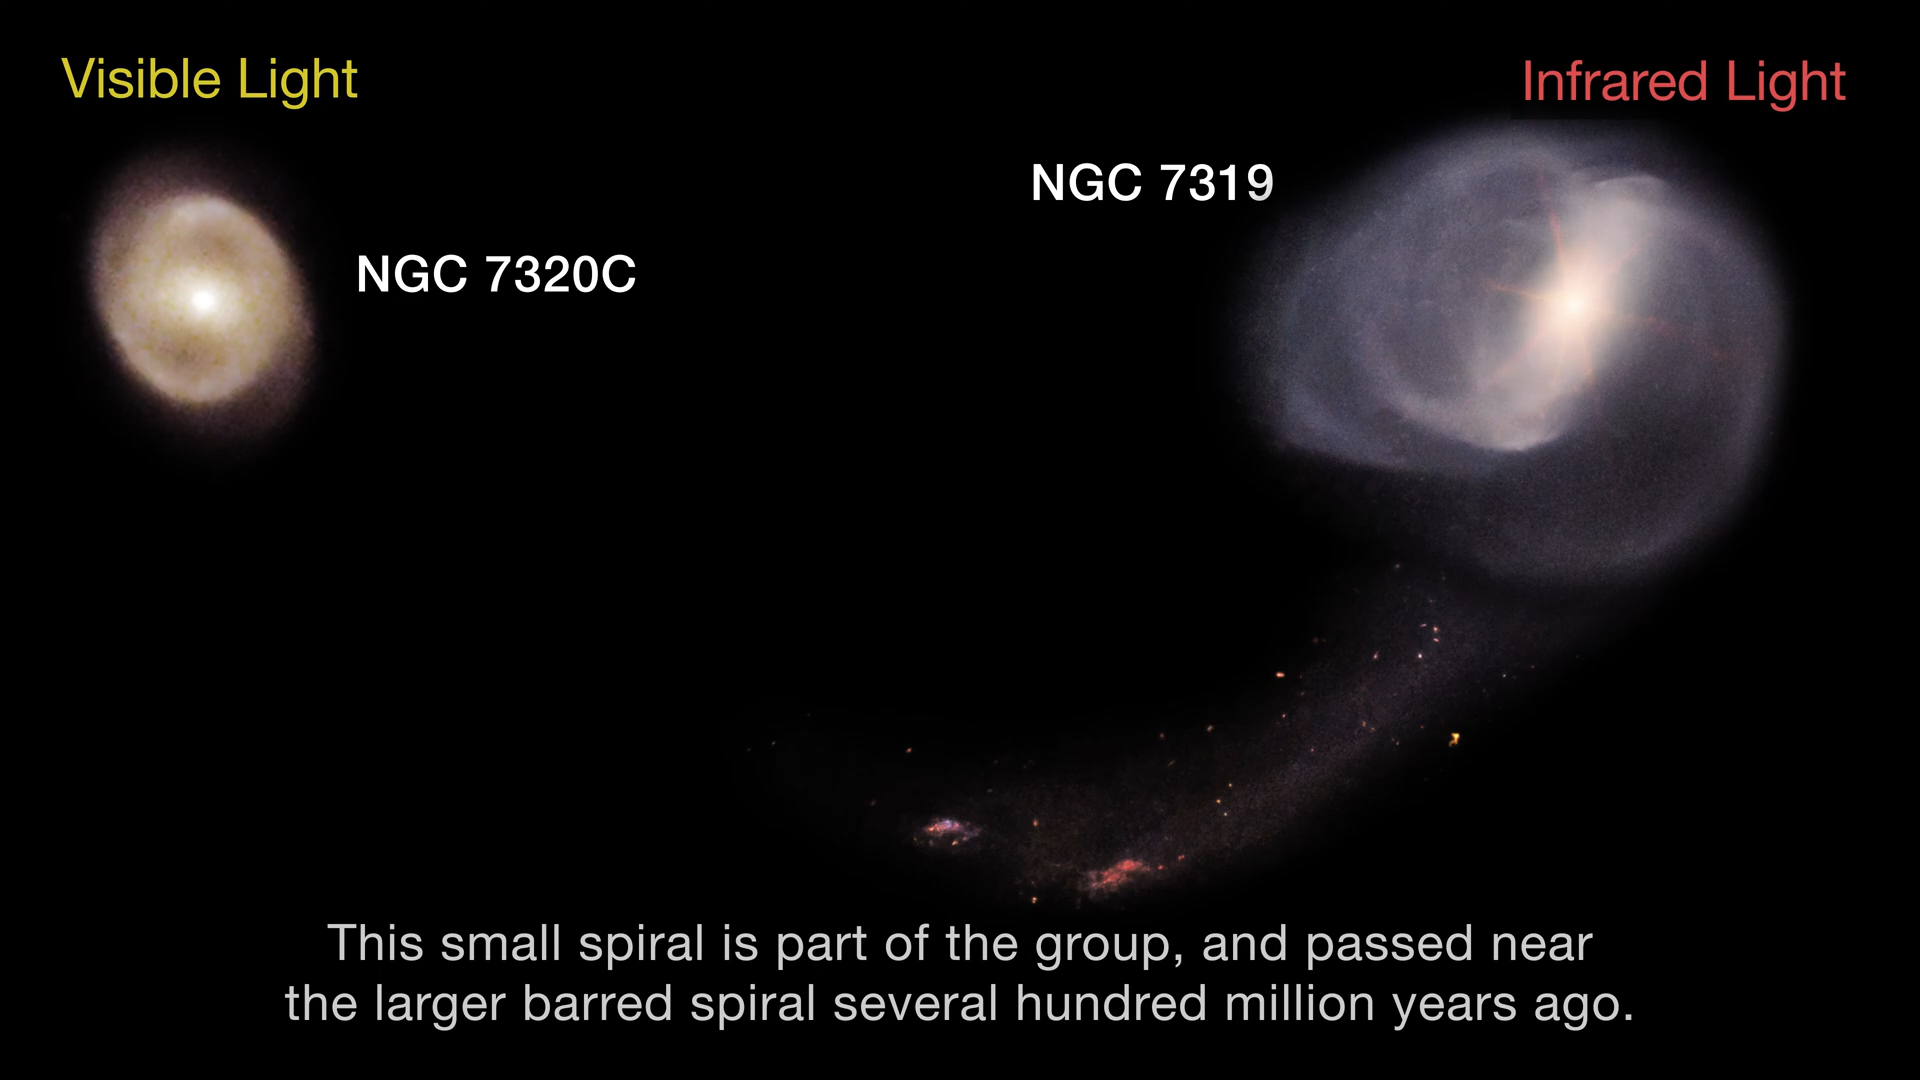 Visible Light
Infrared Light
NGC 7319
NGC 7320C
This small spiral is part of the group, and passed near
the larger barred spiral several hundred million years ago.